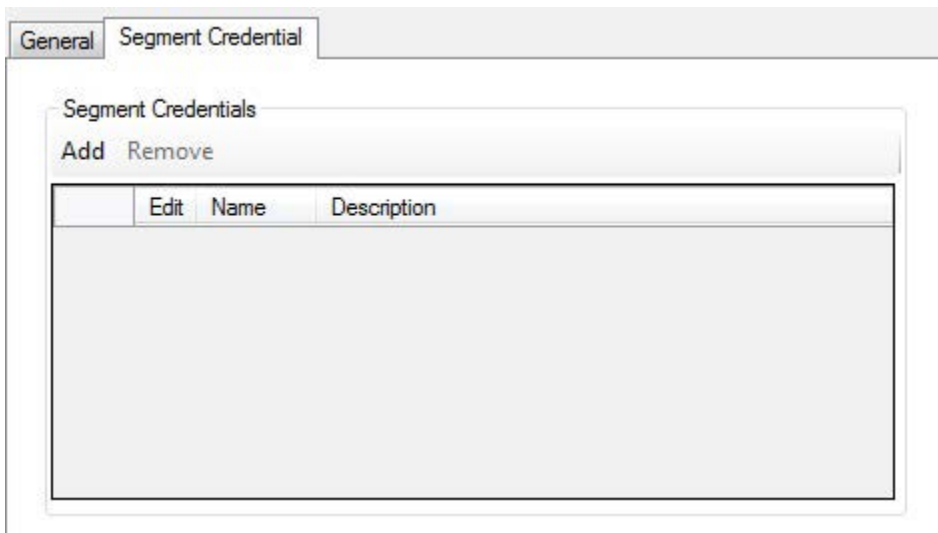 General Segment Credential
Segment Credentials
Add Remove
Edit Name Description